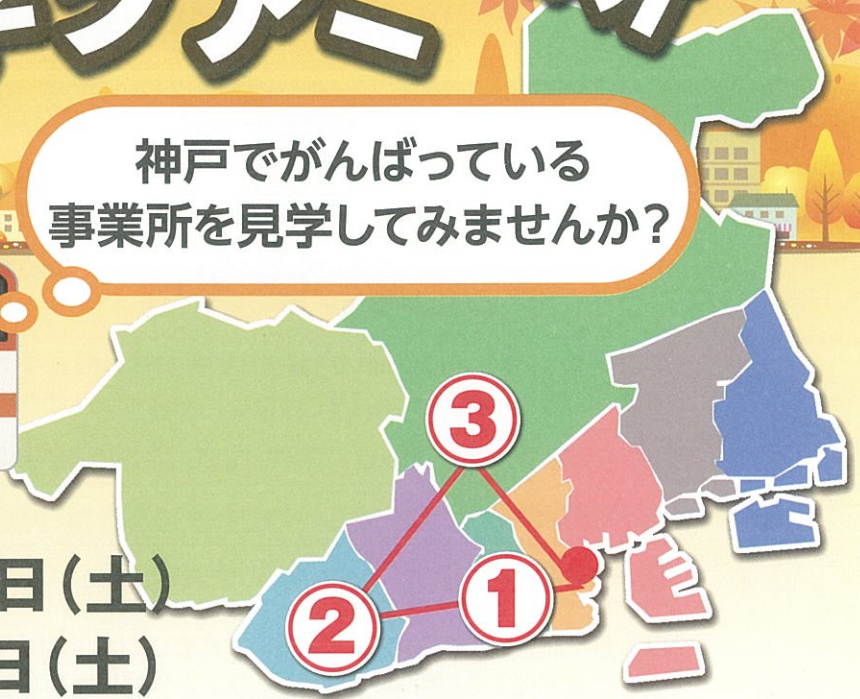 神戸でがんばっている
事業所を見学してみませんか?
3
2
1
日(土)
日(土)